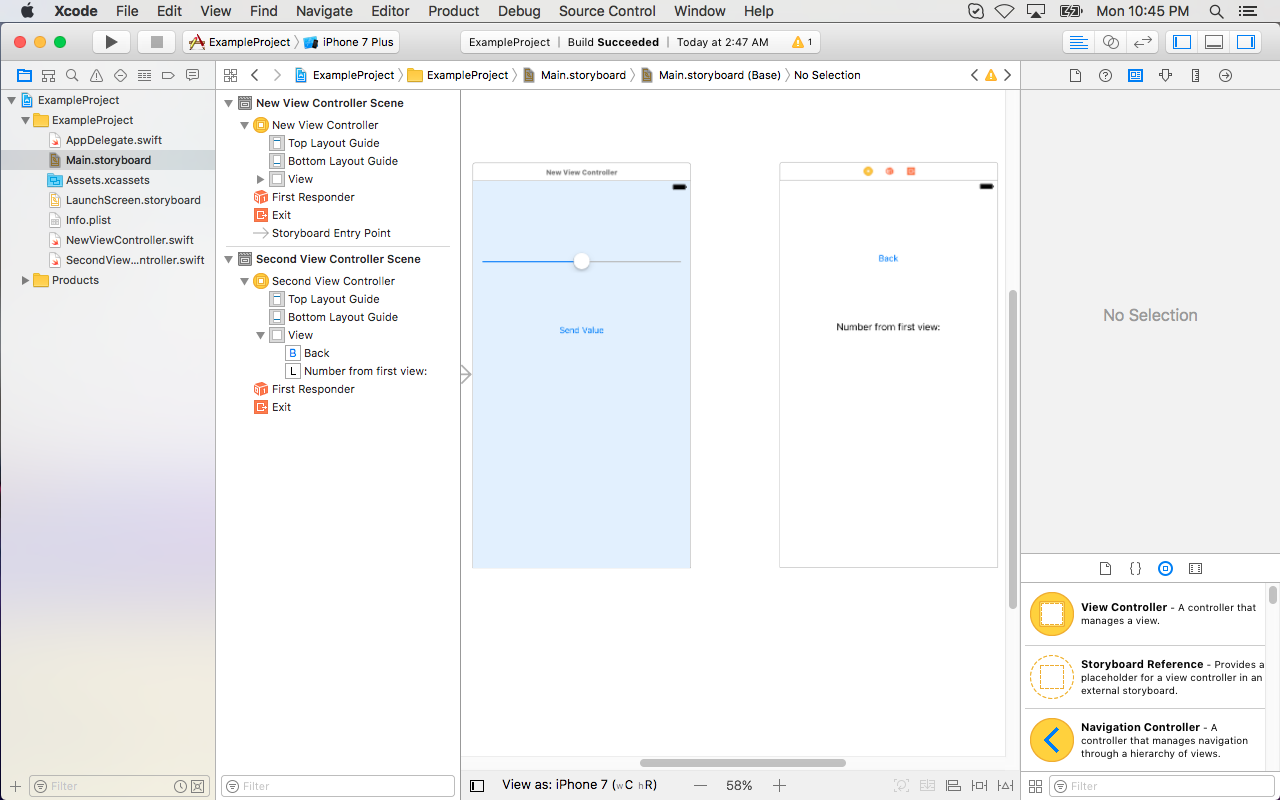 Xcode File Edit View Find Navigate Editor Product Debug Source Control Window Help Mon 10:45 PM
ExampleProject iPhone 7 Plus ExampleProject | Build Succeeded | Today at 2:47 AM 1
ExampleProject ExampleProject Main.storyboard Main.storyboard (Base) No Selection
ExampleProject
ExampleProject
AppDelegate.swift
Main.storyboard
Assets.xcassets
LaunchScreen.storyboard
Info.plist
NewViewController.swift
SecondView...ntroller.swift
Products
Filter
New View Controller Scene
New View Controller
Top Layout Guide
Bottom Layout Guide
View
First Responder
Exit
Storyboard Entry Point
Second View Controller Scene
Second View Controller
Top Layout Guide
Bottom Layout Guide
View
B Back
L Number from first view:
First Responder
Exit
Filter
New View Controller
Send Value
Back
Number from first view:
View as: iPhone 7 (wC hR) — 58% +
No Selection
{ }
View Controller - A controller that
manages a view.
Storyboard Reference - Provides a
placeholder for a view controller in an
external storyboard.
Navigation Controller - A
controller that manages navigation
through a hierarchy of views.
Filter